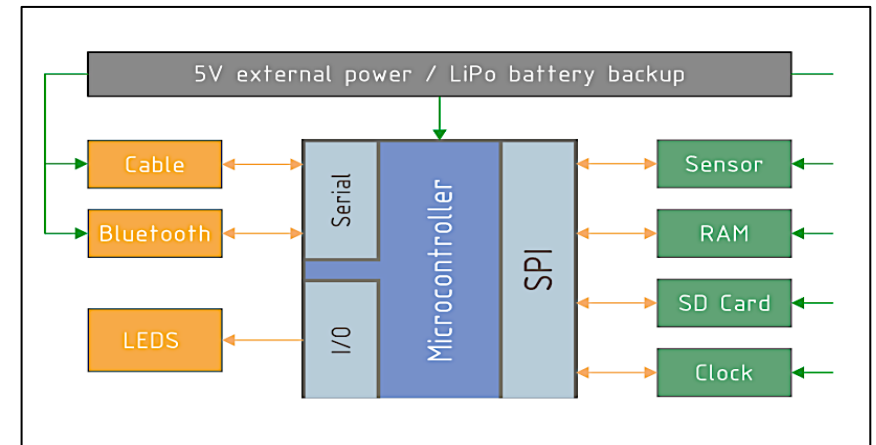 5V external power / LiPo battery backup
Cable
Bluetooth
LEDS
Serial
I/O
Microcontroller
SPI
Sensor
RAM
SD Card
Clock